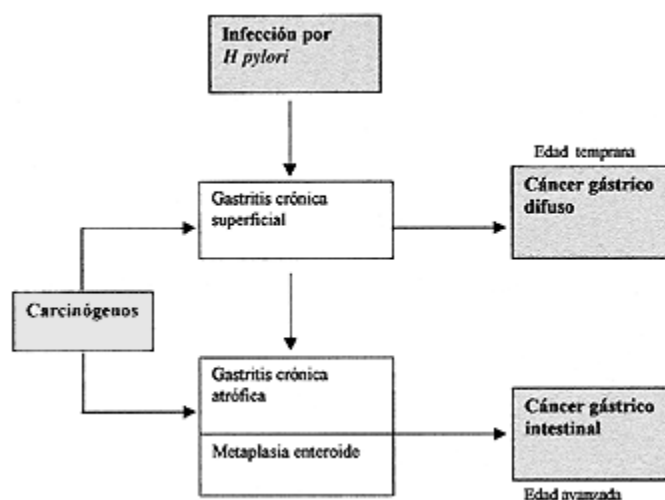 Infección por
H pylori
Edad temprana
Gastritis crónica
superficial
Cáncer gástrico
difuso
Carcinógenos
Gastritis crónica
atrófica
Metaplasia enteroide
Cáncer gástrico
intestinal
Edad avanzada